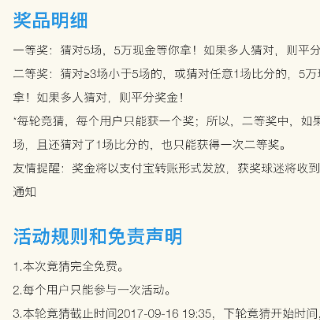 奖品明细
一等奖：猜对5场，5万现金等你拿！如果多人猜对，则平分
二等奖：猜对≥3场小于5场的，或猜对任意1场比分的，5万
拿！如果多人猜对，则平分奖金！
*每轮竞猜，每个用户只能获一个奖；所以，二等奖中，如果
场，且还猜对了1场比分的，也只能获得一次二等奖。
友情提醒：奖金将以支付宝转账形式发放，获奖球迷将收到
通知
活动规则和免责声明
1.本次竞猜完全免费。
2.每个用户只能参与一次活动。
3.本轮竞猜截止时间2017-09-16 19:35，下轮竞猜开始时间